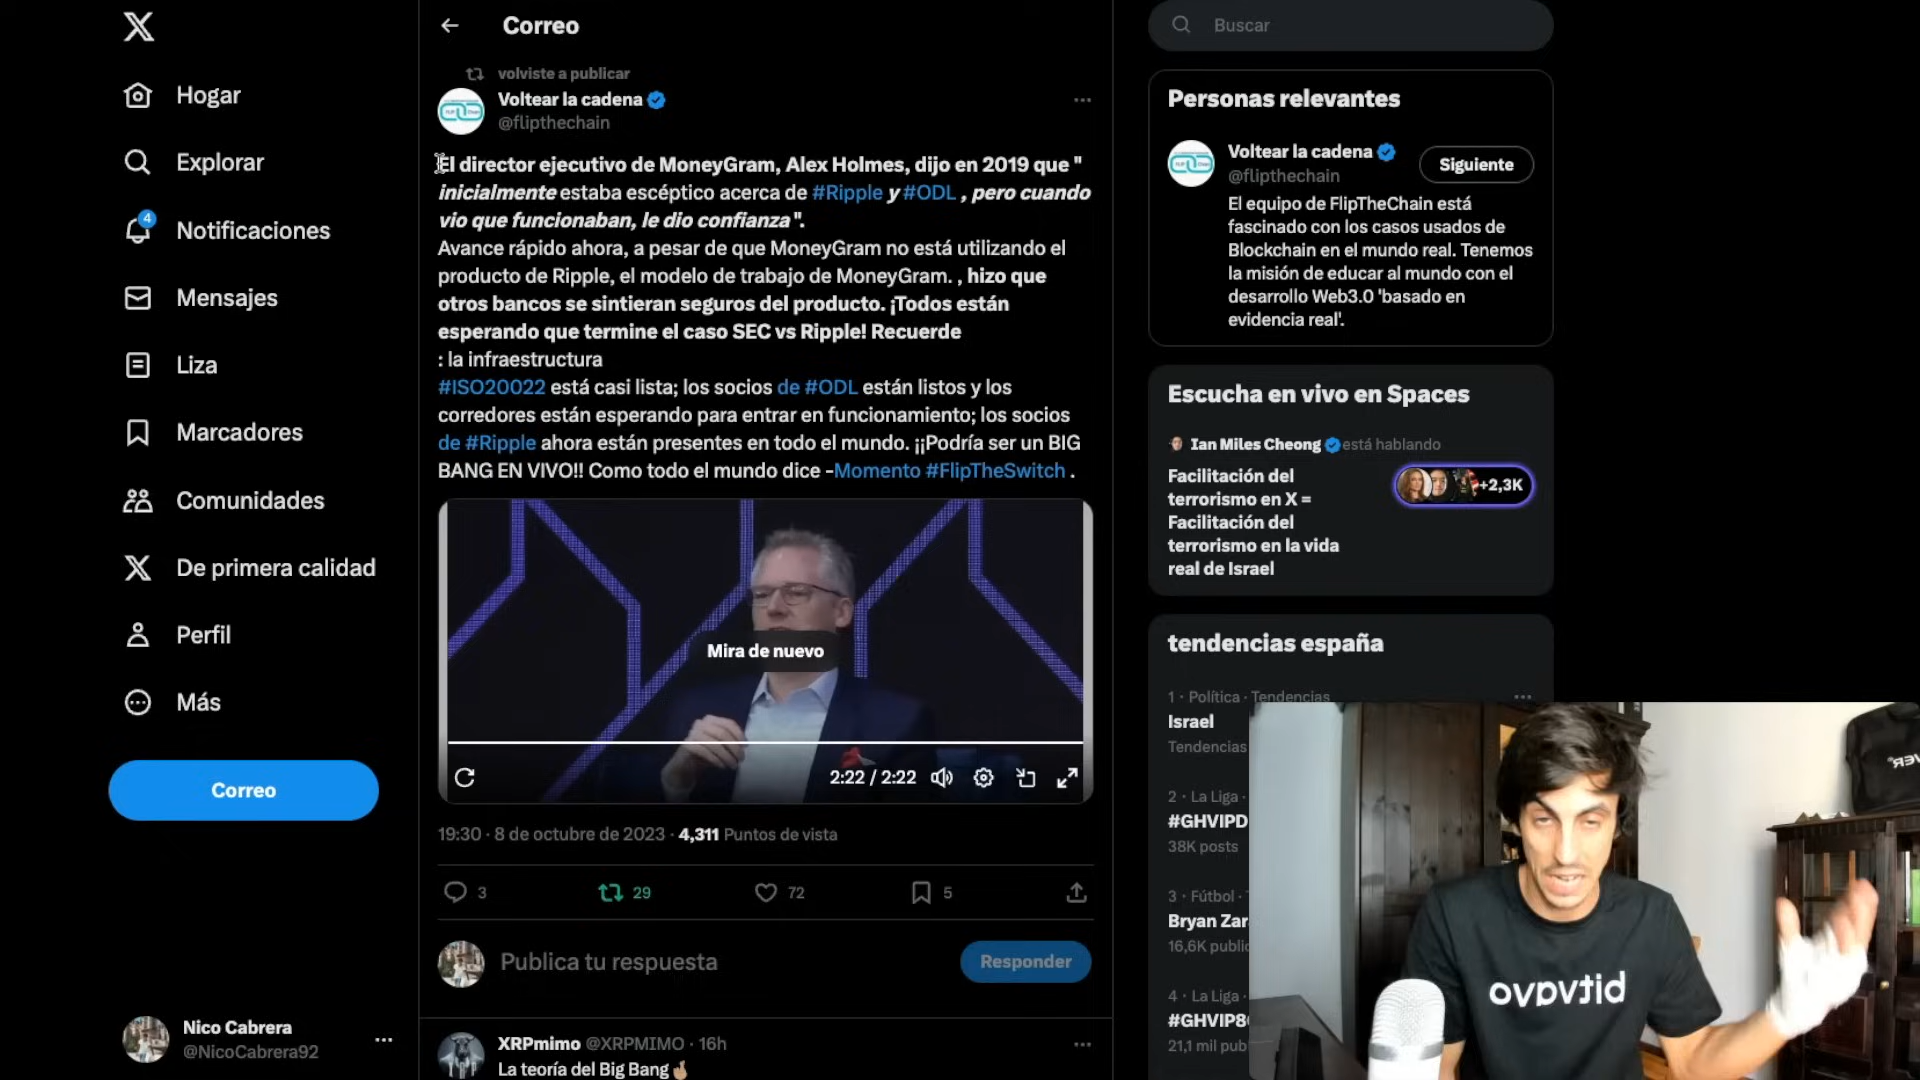 Hogar
Explorar
4
Notificaciones
Mensajes
Liza
Marcadores
Comunidades
De primera calidad
Perfil
Más
Correo
Nico Cabrera
@NicoCabrera92
Correo
volviste a publicar
Voltear la cadena
@flipthechain
El director ejecutivo de MoneyGram, Alex Holmes, dijo en 2019 que "
inicialmente estaba escéptico acerca de #Ripple y #ODL , pero cuando
vio que funcionaban, le dio confianza ".
Avance rápido ahora, a pesar de que MoneyGram no está utilizando el
producto de Ripple, el modelo de trabajo de MoneyGram. , hizo que
otros bancos se sintieran seguros del producto. ¡Todos están
esperando que termine el caso SEC vs Ripple! Recuerde
: la infraestructura
#ISO20022 está casi lista; los socios de #ODL están listos y los
corredores están esperando para entrar en funcionamiento; los socios
de #Ripple ahora están presentes en todo el mundo. ¡¡Podría ser un BIG
BANG EN VIVO!! Como todo el mundo dice -Momento #FlipTheSwitch .
Mira de nuevo
2:22 / 2:22
19:30 · 8 de octubre de 2023 · 4,311 Puntos de vista
3 29 72 5
Publica tu respuesta
Responder
XRPmimo @XRPMIMO · 16h
La teoría del Big Bang
Buscar
Personas relevantes
Voltear la cadena
@flipthechain
Siguiente
El equipo de FlipTheChain está
fascinado con los casos usados de
Blockchain en el mundo real. Tenemos
la misión de educar al mundo con el
desarrollo Web3.0 'basado en
evidencia real'.
Escucha en vivo en Spaces
Ian Miles Cheong está hablando
Facilitación del
terrorismo en X =
Facilitación del
terrorismo en la vida
real de Israel
+2,3K
tendencias españa
1 · Política · Tendencias
Israel
Tendencias
2 · La Liga ·
#GHVIPD
38K posts
3 · Fútbol ·
Bryan Zar
16,6K public
4 · La Liga ·
#GHVIP8
21,1 mil pub
bitvavo